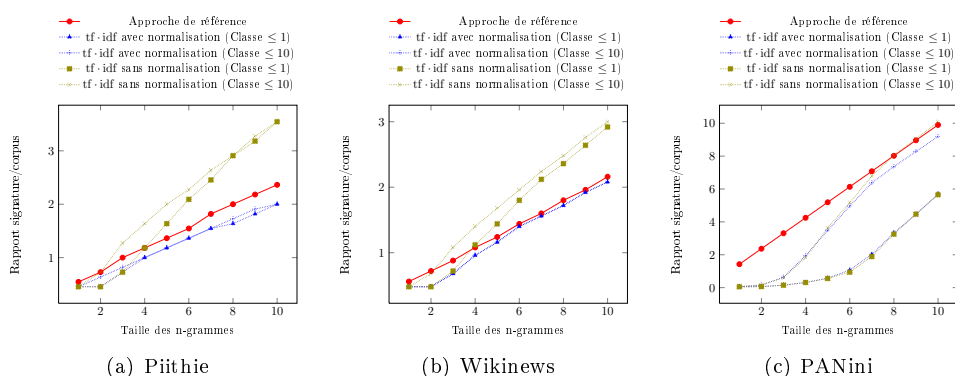 Approche de référence
tf · idf avec normalisation (Classe ≤ 1)
tf · idf avec normalisation (Classe ≤ 10)
tf · idf sans normalisation (Classe ≤ 1)
tf · idf sans normalisation (Classe ≤ 10)
3
2
1
2 4 6 8 10
Rapport signature/corpus
Taille des n-grammes
(a) Piithie
Approche de référence
tf · idf avec normalisation (Classe ≤ 1)
tf · idf avec normalisation (Classe ≤ 10)
tf · idf sans normalisation (Classe ≤ 1)
tf · idf sans normalisation (Classe ≤ 10)
3
2
1
2 4 6 8 10
Rapport signature/corpus
Taille des n-grammes
(b) Wikinews
Approche de référence
tf · idf avec normalisation (Classe ≤ 1)
tf · idf avec normalisation (Classe ≤ 10)
tf · idf sans normalisation (Classe ≤ 1)
tf · idf sans normalisation (Classe ≤ 10)
10
8
6
4
2
0
2 4 6 8 10
Rapport signature/corpus
Taille des n-grammes
(c) PANini